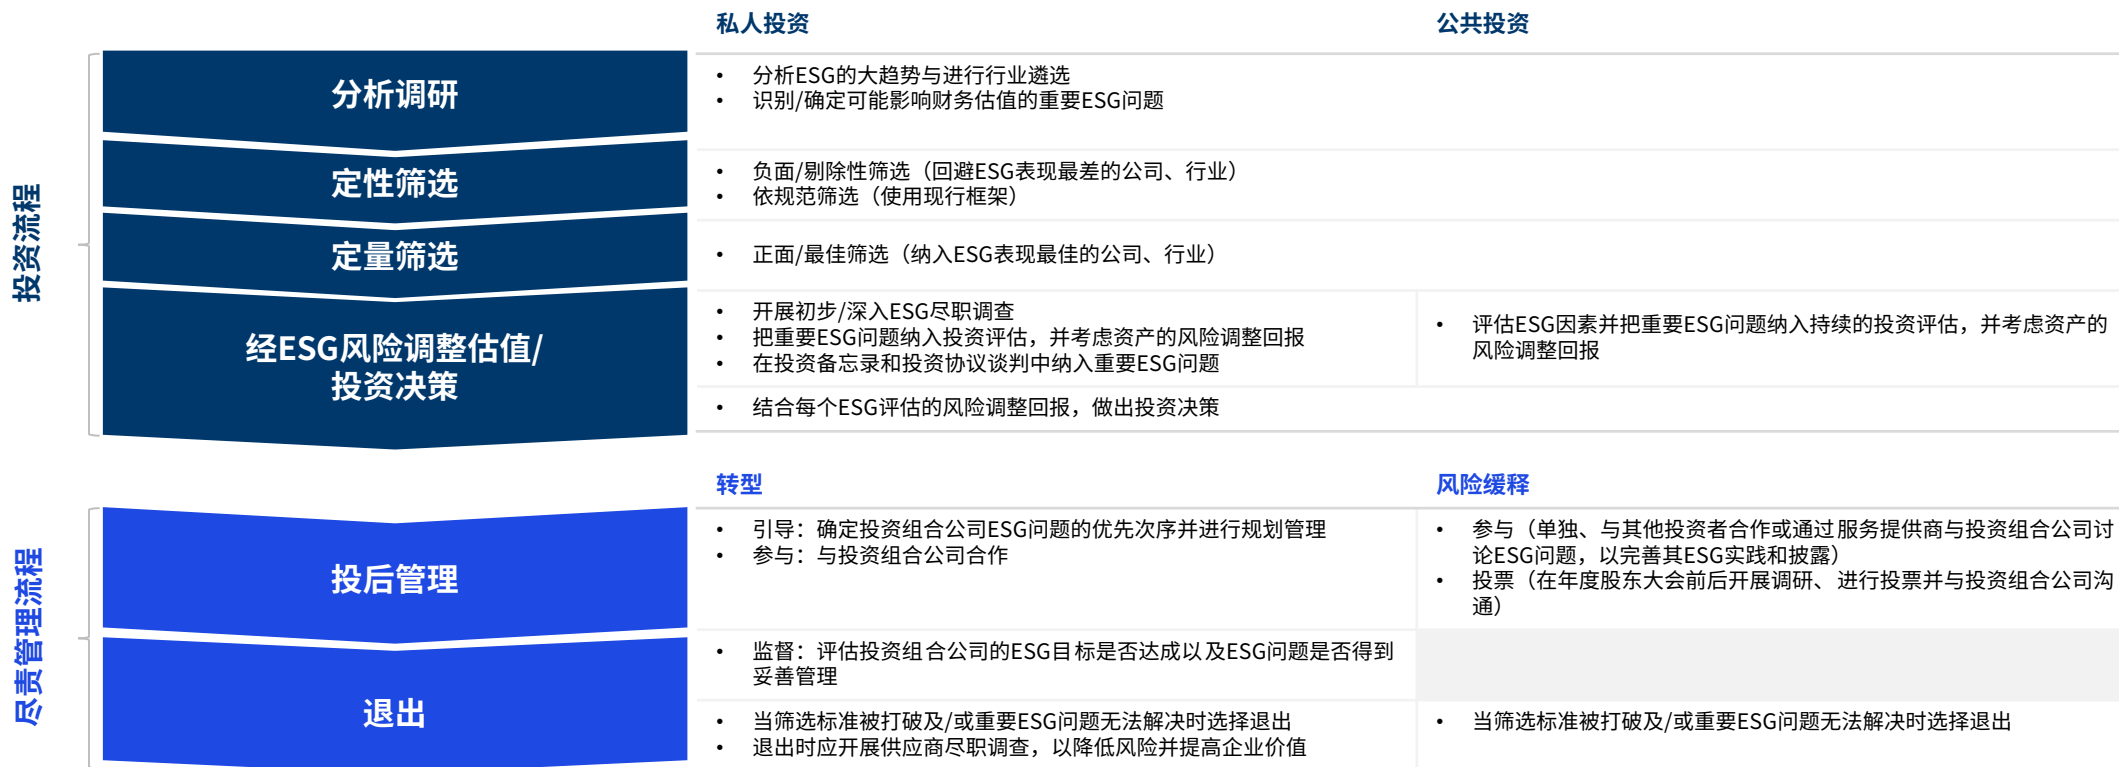 私人投资
公共投资
投资流程
分析调研
• 分析ESG的大趋势与进行行业遴选
• 识别/确定可能影响财务估值的重要ESG问题
定性筛选
• 负面/剔除性筛选（回避ESG表现最差的公司、行业）
• 依规范筛选（使用现行框架）
定量筛选
• 正面/最佳筛选（纳入ESG表现最佳的公司、行业）
经ESG风险调整估值/
投资决策
• 开展初步/深入ESG尽职调查
• 把重要ESG问题纳入投资评估，并考虑资产的风险调整回报
• 在投资备忘录和投资协议谈判中纳入重要ESG问题
• 评估ESG因素并把重要ESG问题纳入持续的投资评估，并考虑资产的
风险调整回报
• 结合每个ESG评估的风险调整回报，做出投资决策
转型
风险缓释
尽责管理流程
投后管理
• 引导：确定投资组合公司ESG问题的优先次序并进行规划管理
• 参与：与投资组合公司合作
• 参与（单独、与其他投资者合作或通过服务提供商与投资组合公司讨
论ESG问题，以完善其ESG实践和披露）
• 投票（在年度股东大会前后开展调研、进行投票并与投资组合公司沟
通）
退出
• 监督：评估投资组合公司的ESG目标是否达成以及ESG问题是否得到
妥善管理
• 当筛选标准被打破及/或重要ESG问题无法解决时选择退出
• 退出时应开展供应商尽职调查，以降低风险并提高企业价值
• 当筛选标准被打破及/或重要ESG问题无法解决时选择退出